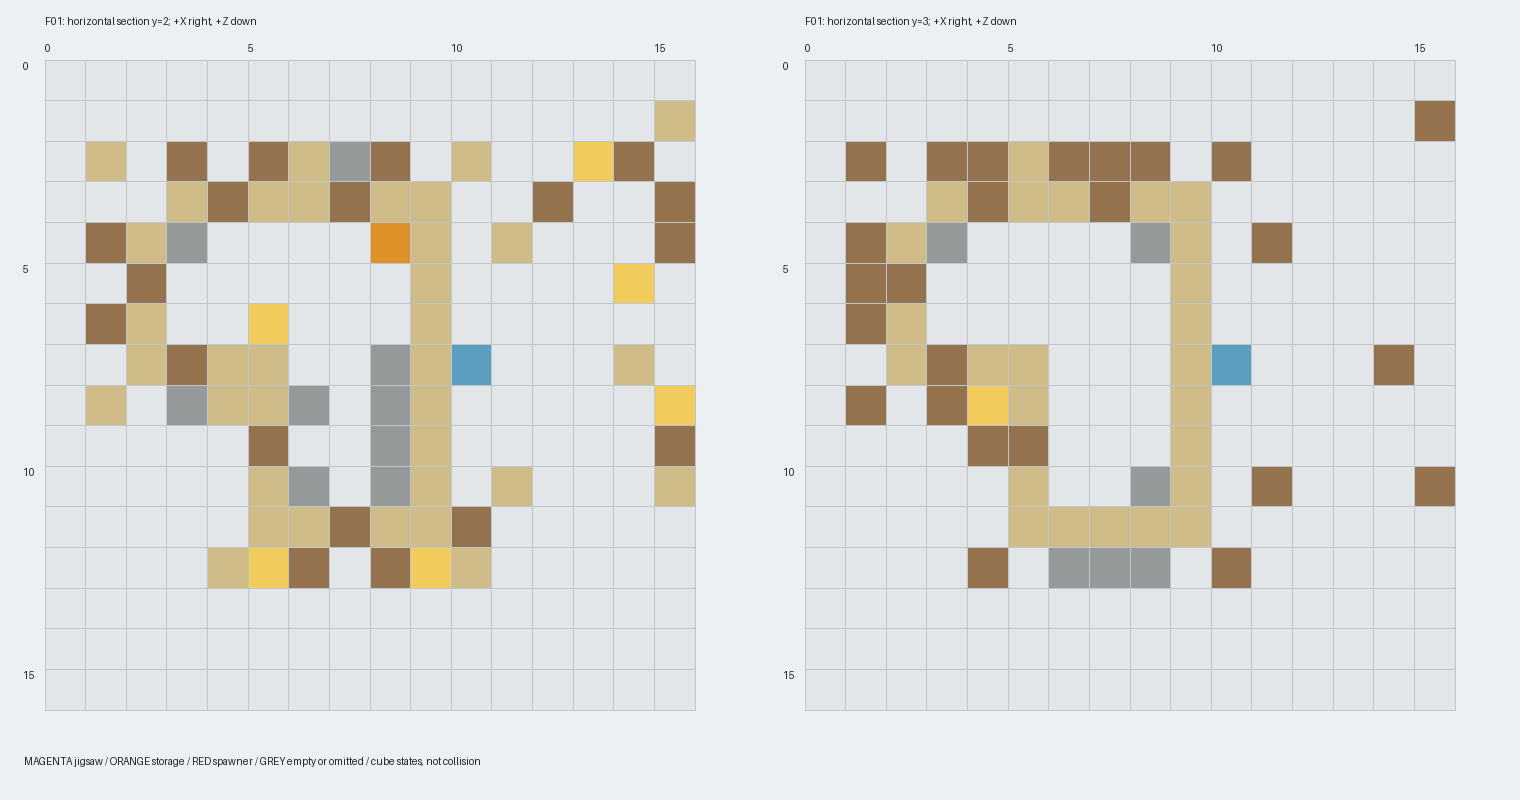 F01: horizontal section y=2; +X right, +Z down
F01: horizontal section y=3; +X right, +Z down
0 5 10 15
0 5 10 15
0
0
5
5
10
10
15
15
MAGENTA jigsaw / ORANGE storage / RED spawner / GREY empty or omitted / cube states, not collision